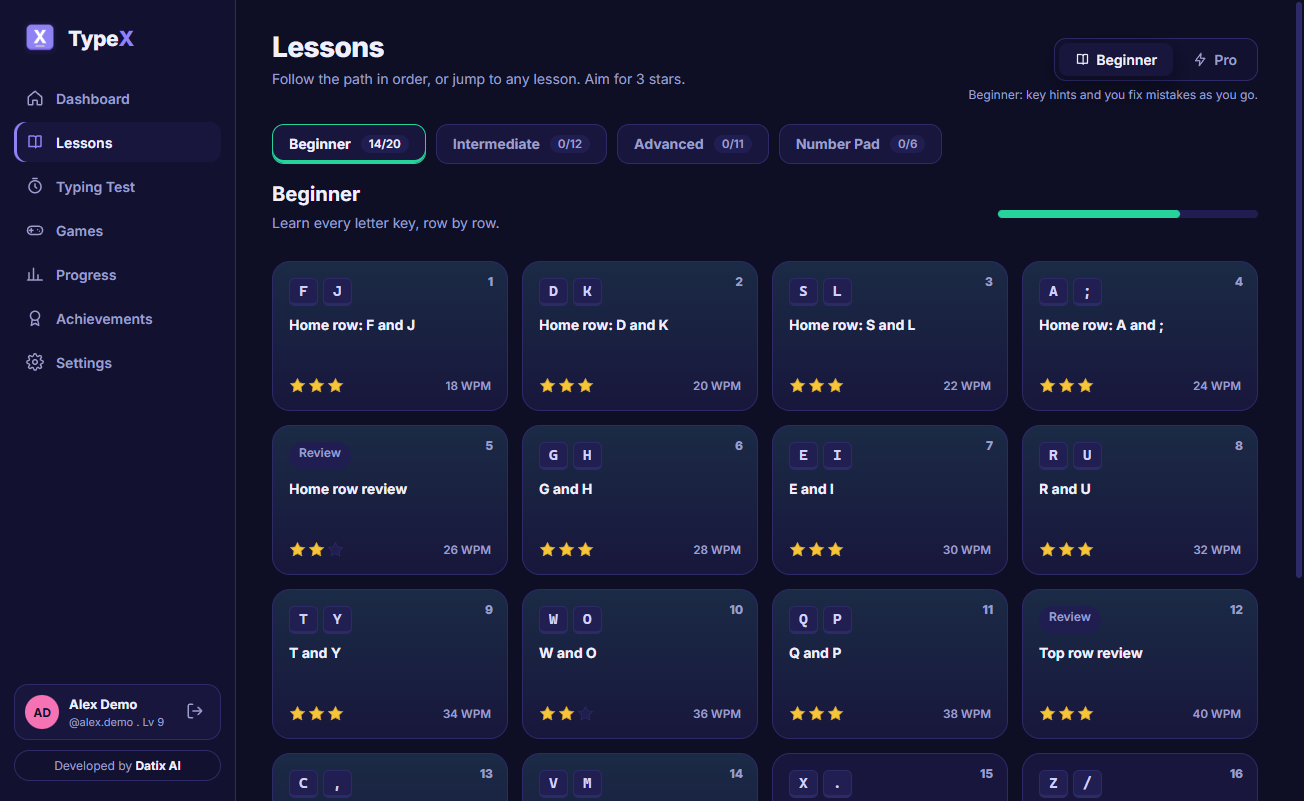 X TypeX
Dashboard
Lessons
Typing Test
Games
Progress
Achievements
Settings
AD Alex Demo
@alex.demo . Lv 9
Developed by Datix AI
Lessons
Follow the path in order, or jump to any lesson. Aim for 3 stars.
Beginner Pro
Beginner: key hints and you fix mistakes as you go.
Beginner 14/20 Intermediate 0/12 Advanced 0/11 Number Pad 0/6
Beginner
Learn every letter key, row by row.
F J 1
Home row: F and J
18 WPM
D K 2
Home row: D and K
20 WPM
S L 3
Home row: S and L
22 WPM
A ; 4
Home row: A and ;
24 WPM
Review 5
Home row review
26 WPM
G H 6
G and H
28 WPM
E I 7
E and I
30 WPM
R U 8
R and U
32 WPM
T Y 9
T and Y
34 WPM
W O 10
W and O
36 WPM
Q P 11
Q and P
38 WPM
Review 12
Top row review
40 WPM
C , 13
V M 14
X . 15
Z / 16